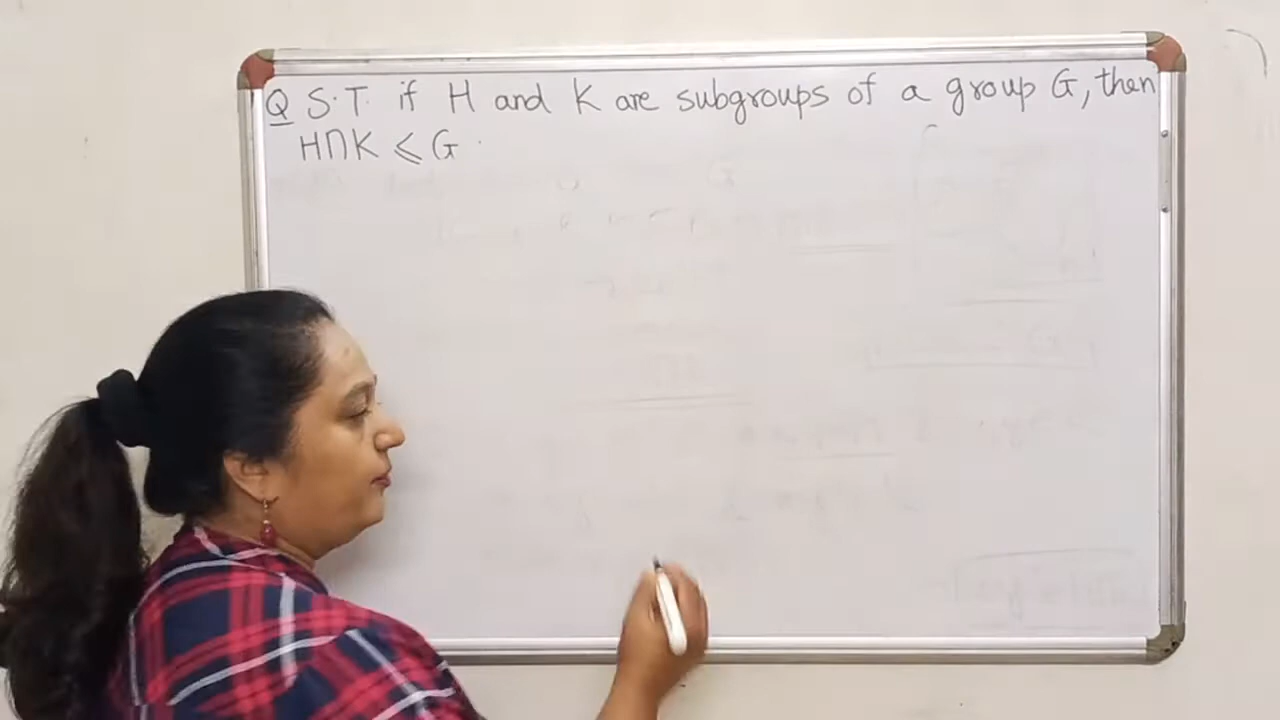 Q S.T. if H and K are subgroups of a group G, then
H∩K ⩽ G.